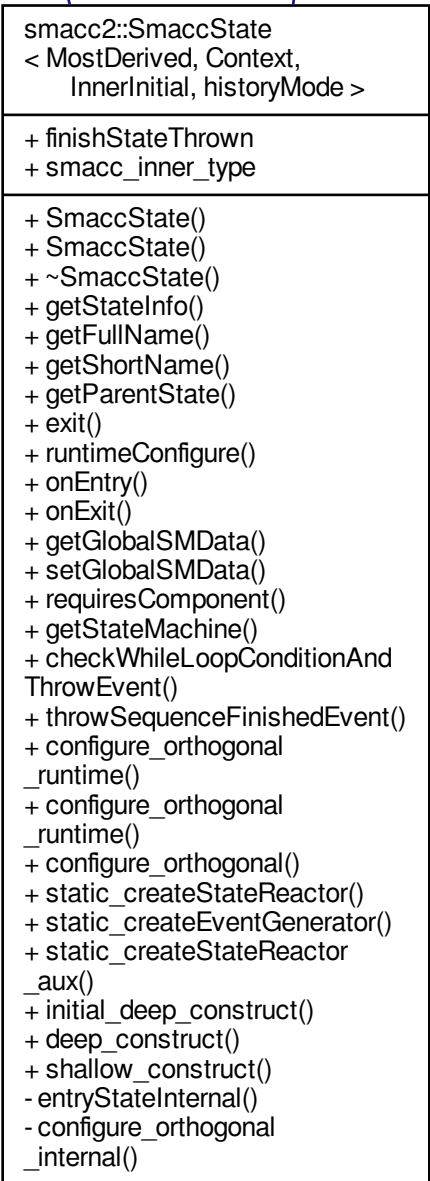 smacc2::SmaccState
< MostDerived, Context,
InnerInitial, historyMode >
+ finishStateThrown
+ smacc_inner_type
+ SmaccState()
+ SmaccState()
+ ~SmaccState()
+ getStateInfo()
+ getFullName()
+ getShortName()
+ getParentState()
+ exit()
+ runtimeConfigure()
+ onEntry()
+ onExit()
+ getGlobalSMData()
+ setGlobalSMData()
+ requiresComponent()
+ getStateMachine()
+ checkWhileLoopConditionAnd
ThrowEvent()
+ throwSequenceFinishedEvent()
+ configure_orthogonal
_runtime()
+ configure_orthogonal
_runtime()
+ configure_orthogonal()
+ static_createStateReactor()
+ static_createEventGenerator()
+ static_createStateReactor
_aux()
+ initial_deep_construct()
+ deep_construct()
+ shallow_construct()
- entryStateInternal()
- configure_orthogonal
_internal()